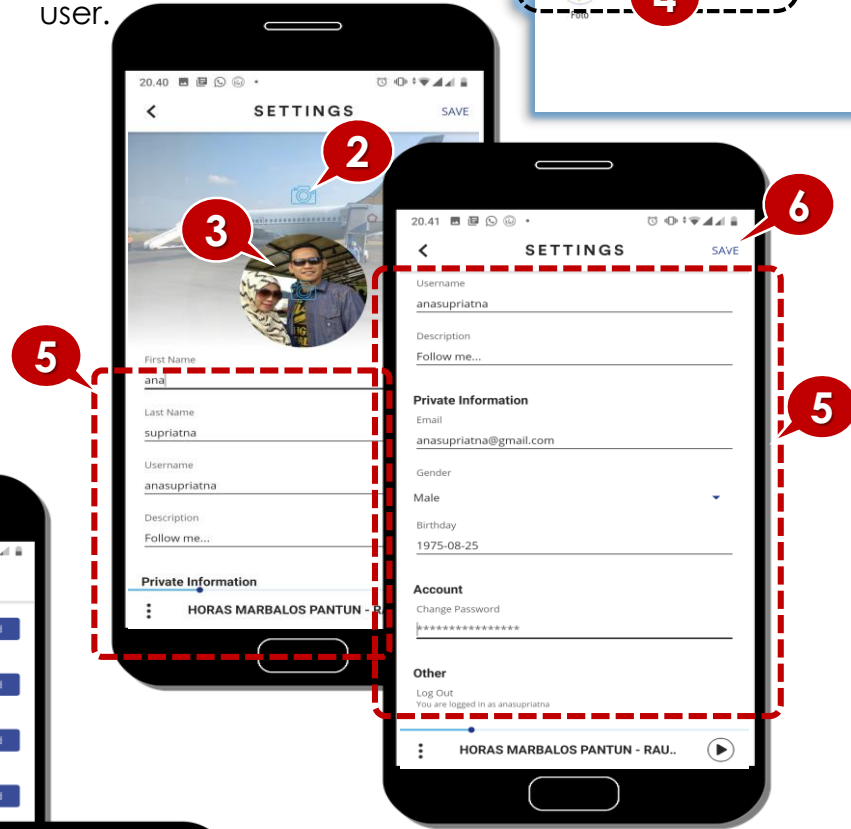 user.
4
Foto
20.40
SETTINGS
SAVE
2
3
5
First Name
ana
Last Name
supriatna
Username
anasupriatna
Description
Follow me...
Private Information
HORAS MARBALOS PANTUN - RA
20.41
SETTINGS
SAVE
6
Username
anasupriatna
Description
Follow me...
Private Information
Email
anasupriatna@gmail.com
Gender
Male
Birthday
1975-08-25
5
Account
Change Password
****************
Other
Log Out
You are logged in as anasupriatna
HORAS MARBALOS PANTUN - RAU..